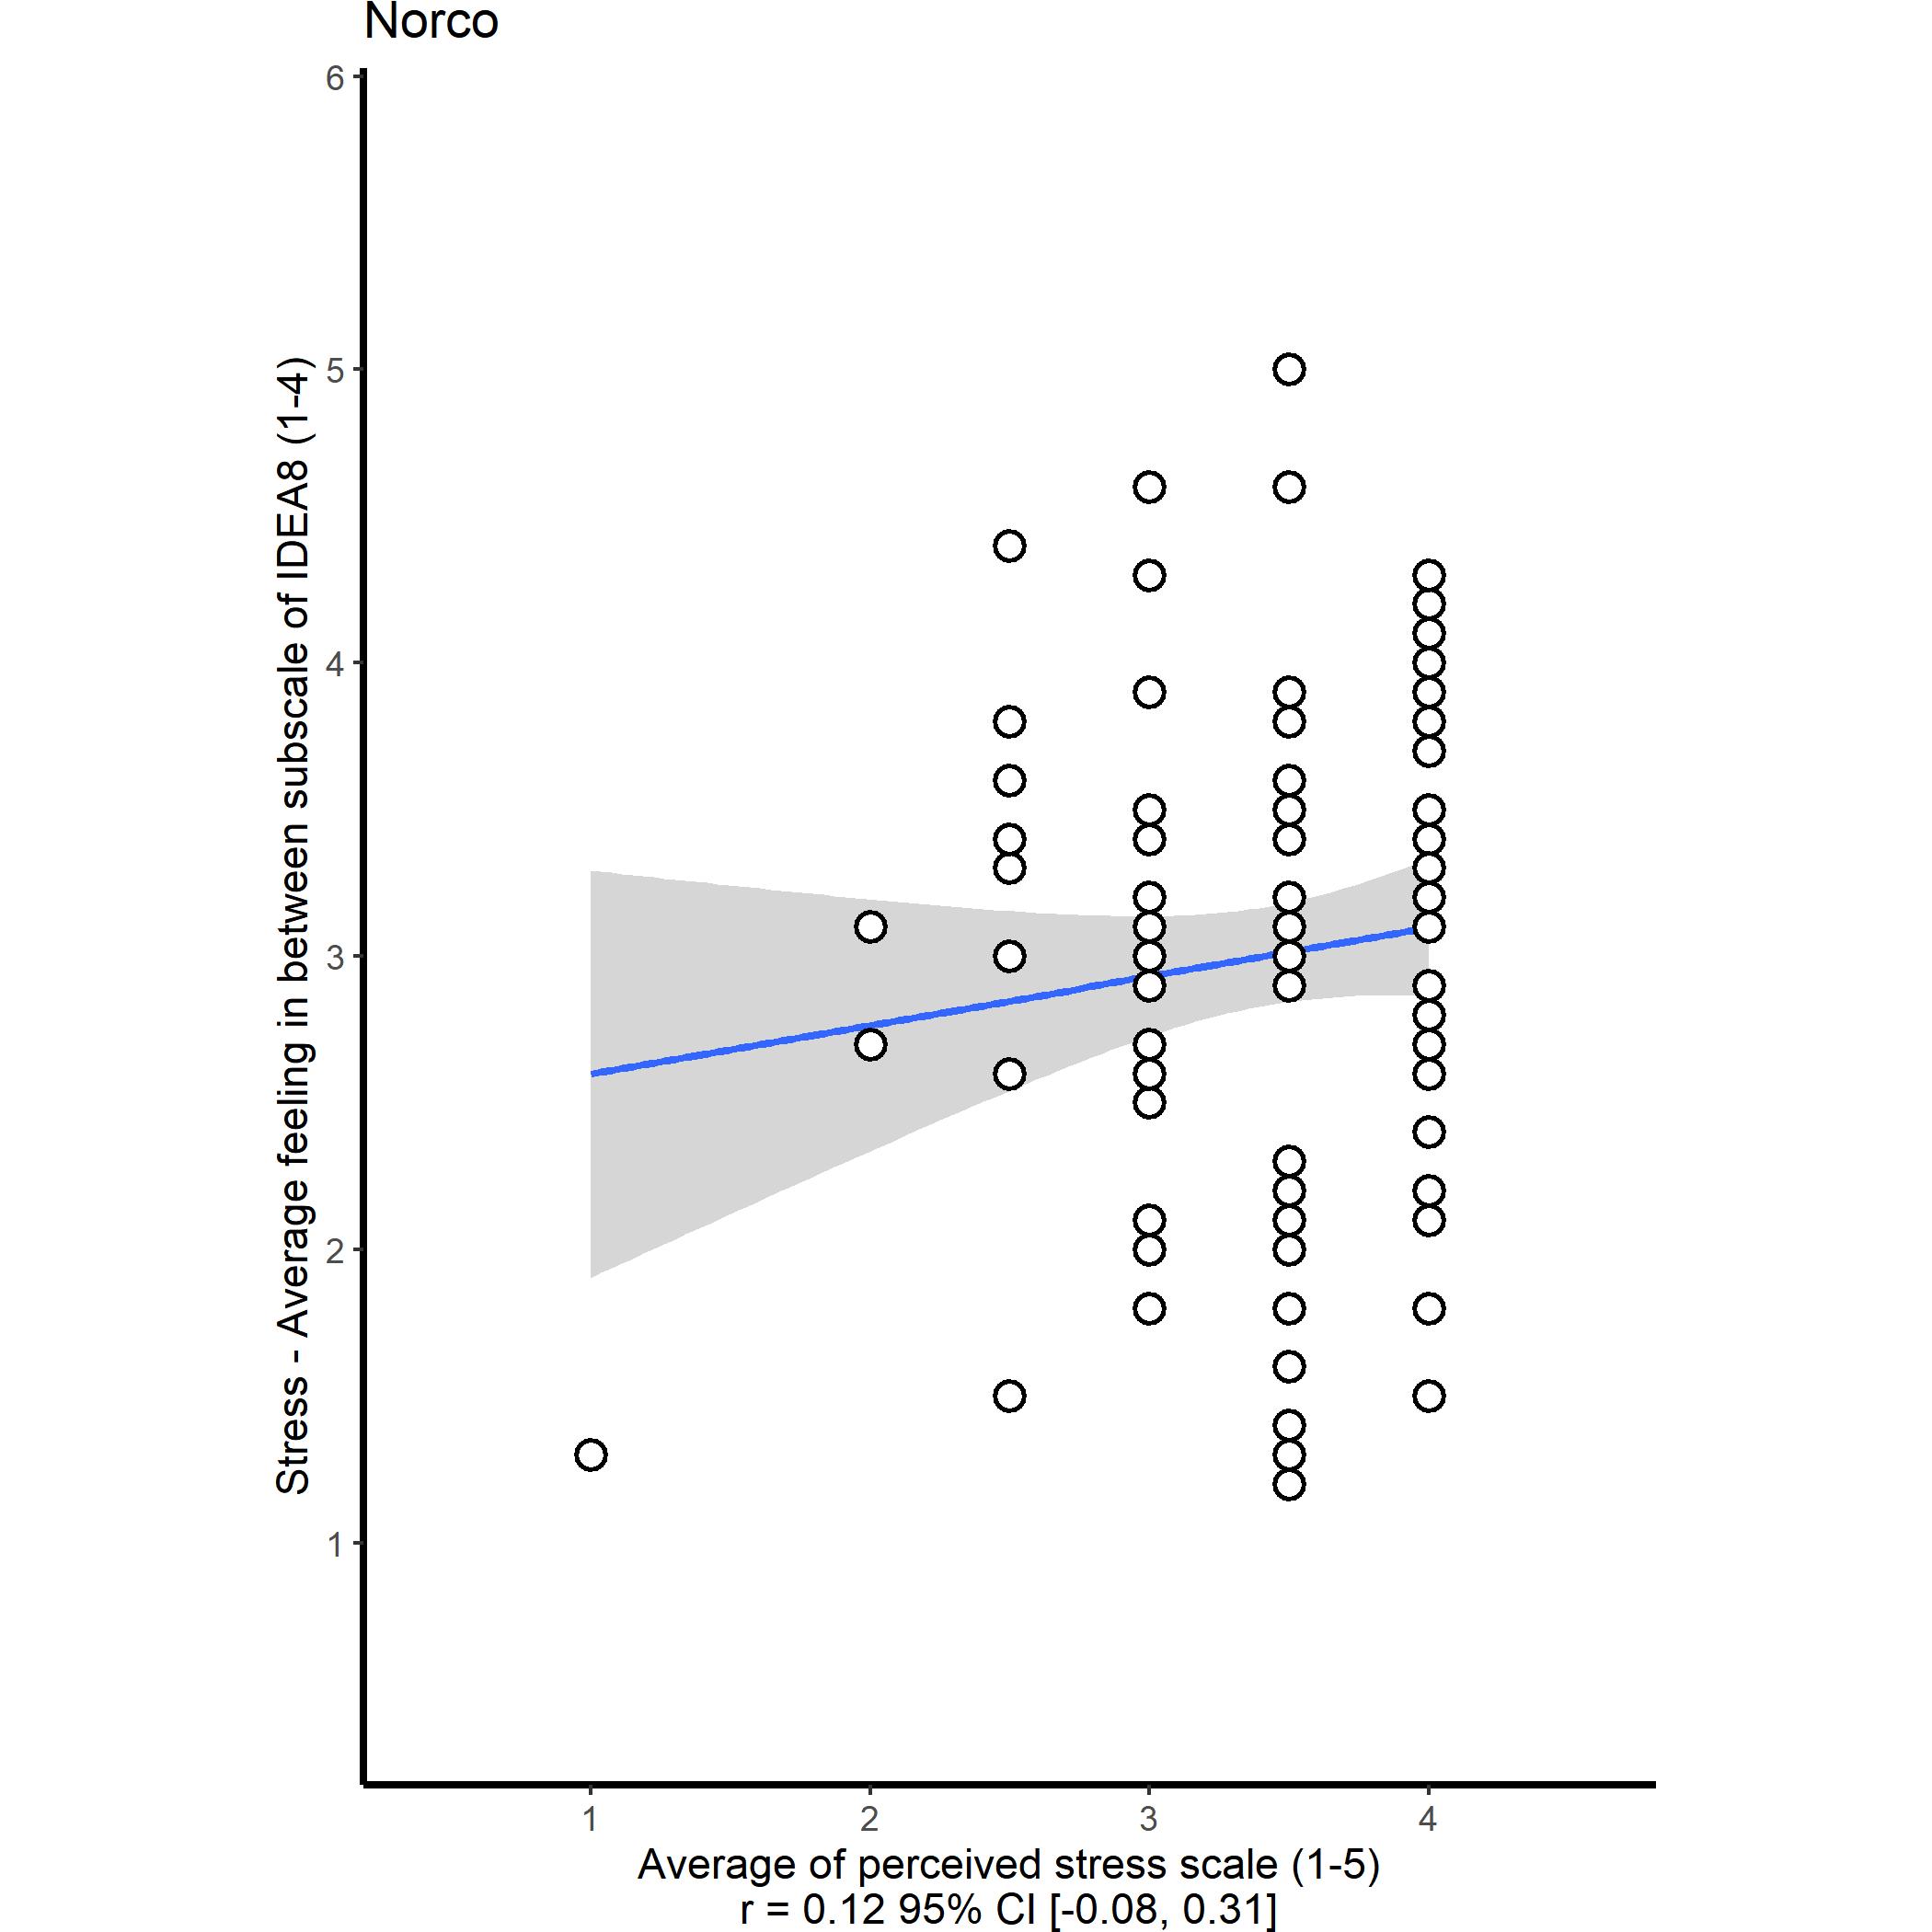 Norco
6
5
4
3
2
1
Stress - Average feeling in between subscale of IDEA8 (1-4)
1 2 3 4
Average of perceived stress scale (1-5)
r = 0.12 95% CI [-0.08, 0.31]